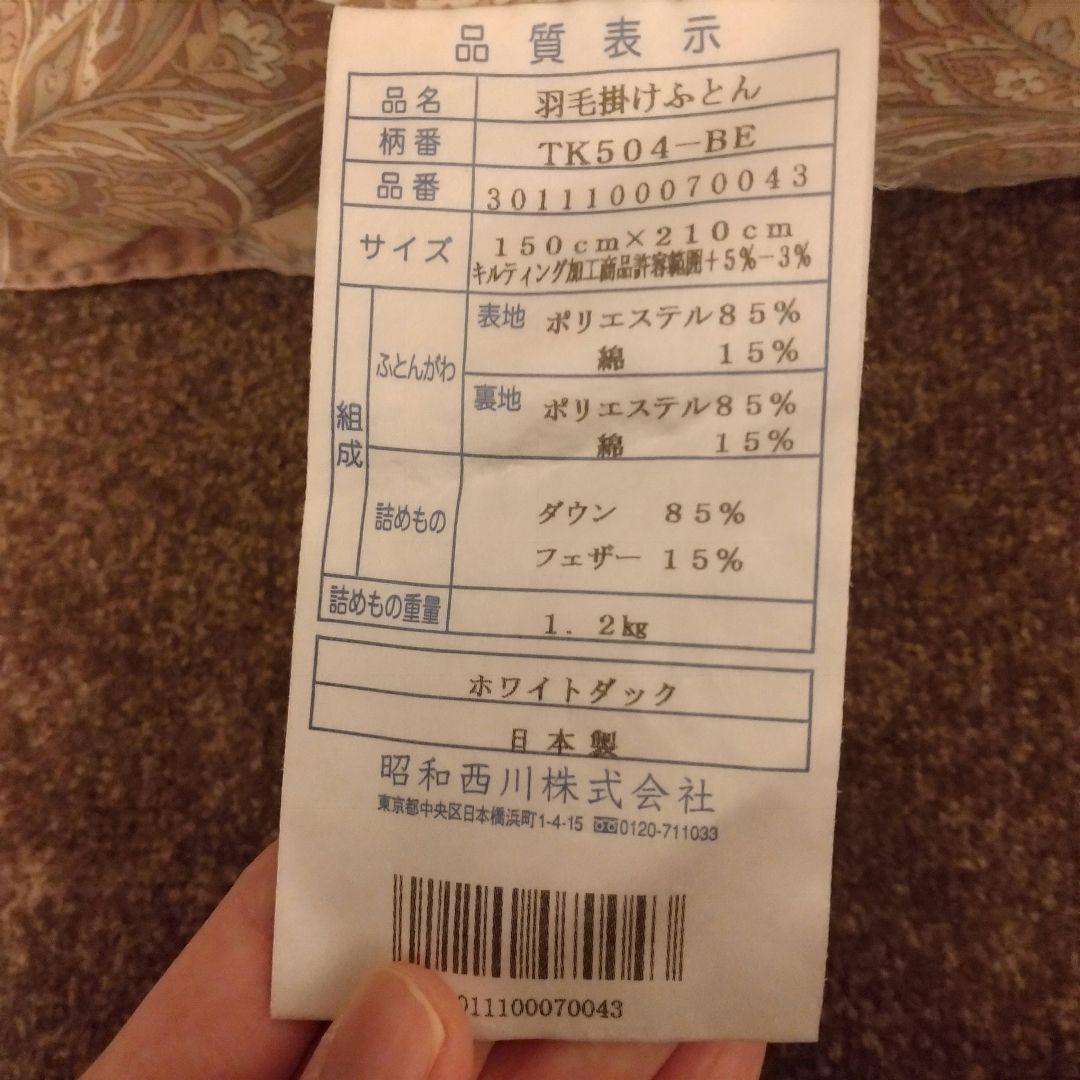 品質表示
品名 羽毛掛けふとん
柄番 TK504-BE
品番 3011100070043
サイズ 150cm×210cm
キルティング加工商品許容範囲+5%-3%
組成
ふとんがわ
表地 ポリエステル85%
綿 15%
裏地 ポリエステル85%
綿 15%
詰めもの
ダウン 85%
フェザー 15%
詰めもの重量 1.2kg
ホワイトダック
日本製
昭和西川株式会社
東京都中央区日本橋浜町1-4-15 0120-711033
011100070043